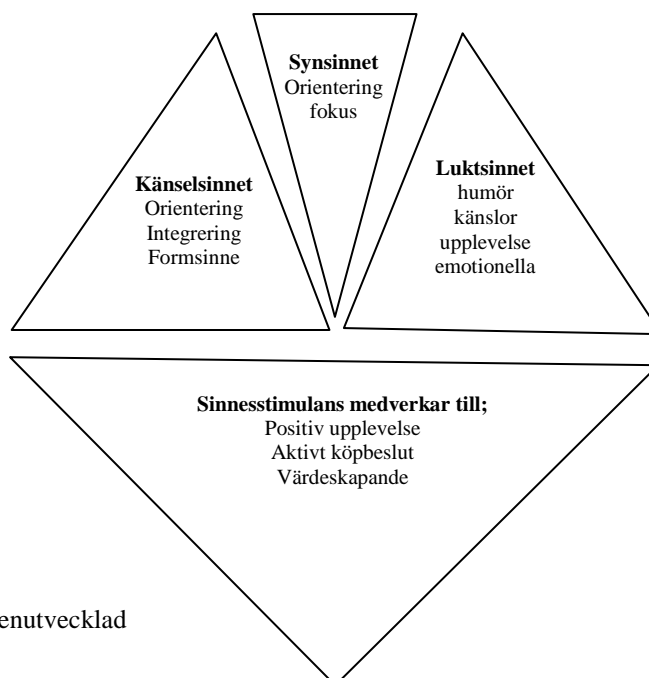 Synsinnet
Orientering
fokus
Känselsinnet
Orientering
Integrering
Formsinne
Luktsinnet
humör
känslor
upplevelse
emotionella
Sinnesstimulans medverkar till;
Positiv upplevelse
Aktivt köpbeslut
Värdeskapande
enutvecklad